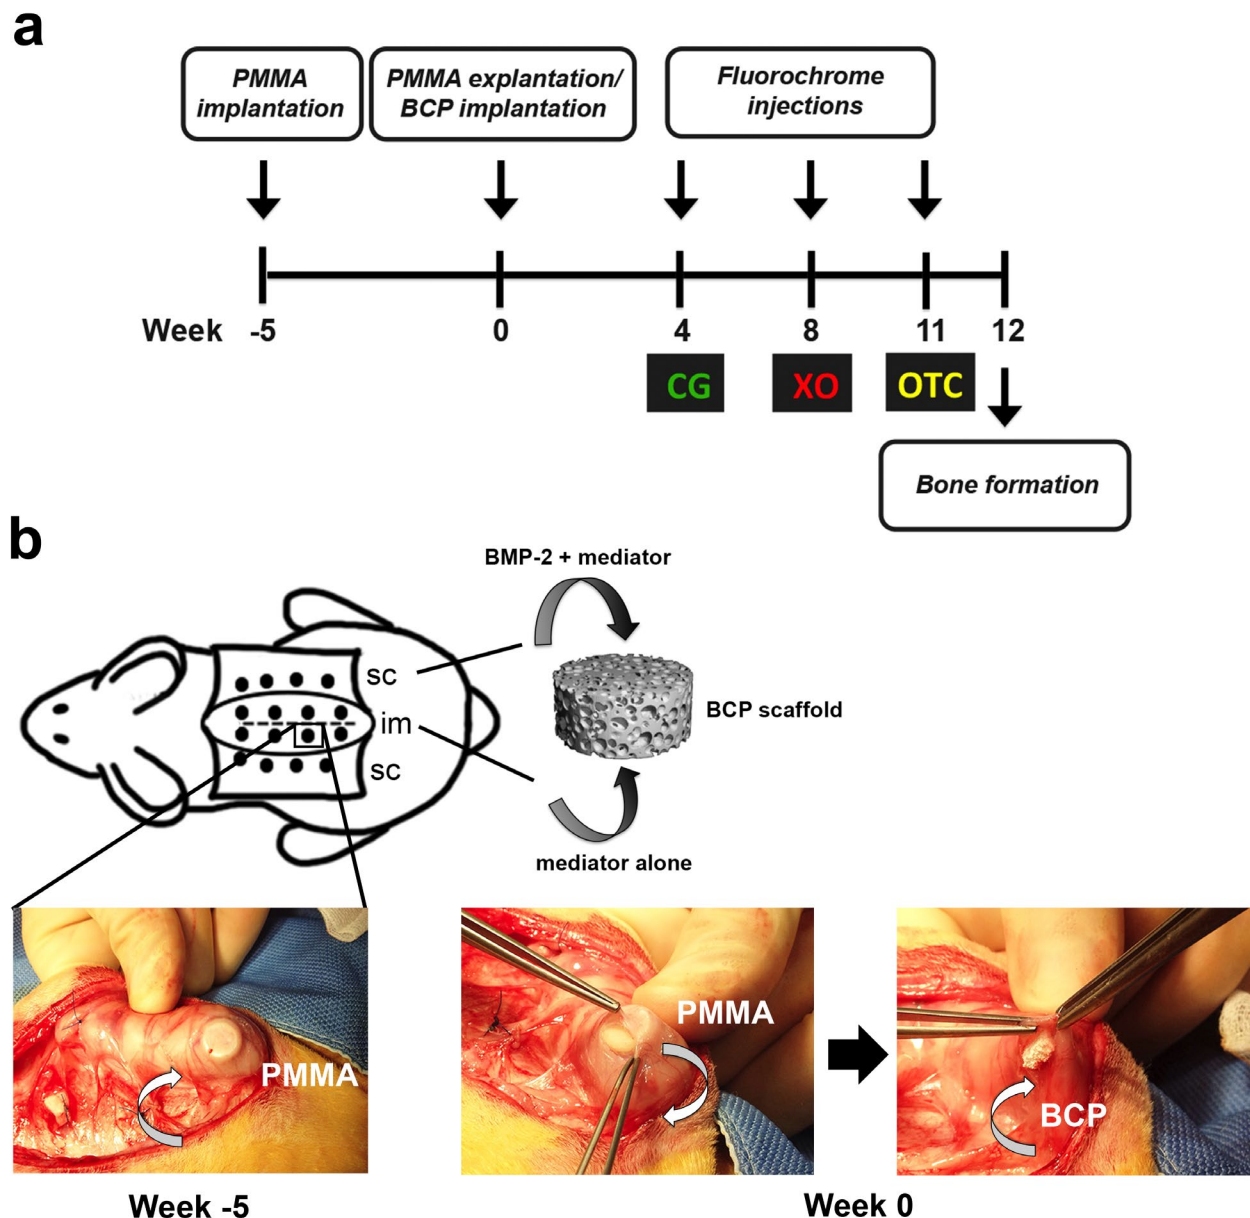 a
PMMA
implantation
PMMA explantation/
BCP implantation
Fluorochrome
injections
Week -5 0 4 8 11 12
CG XO OTC
Bone formation
b
BMP-2 + mediator
sc
im
sc
BCP scaffold
mediator alone
PMMA
PMMA
BCP
Week -5
Week 0